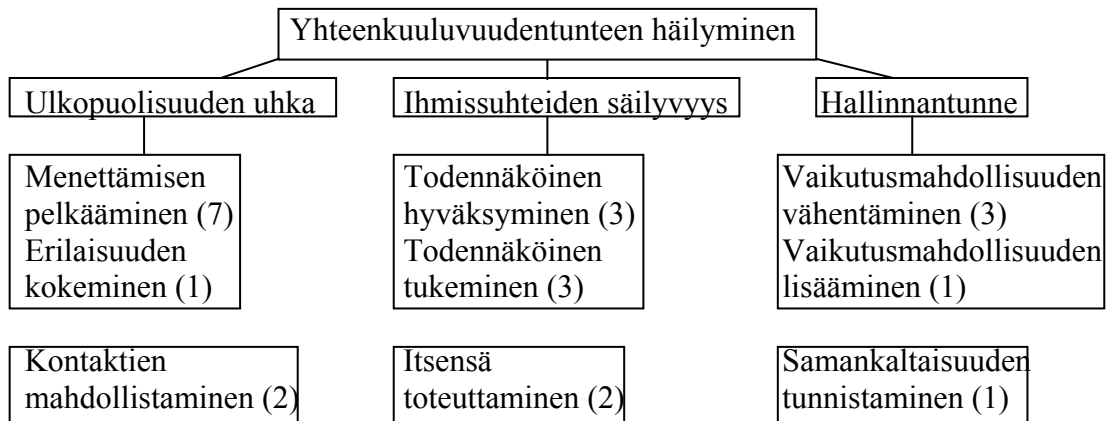 Yhteenkuuluvuudentunteen häilyminen
Ulkopuolisuuden uhka
Ihmissuhteiden säilyvyys
Hallinnantunne
Menettämisen
pelkääminen (7)
Erilaisuuden
kokeminen (1)
Todennäköinen
hyväksyminen (3)
Todennäköinen
tukeminen (3)
Vaikutusmahdollisuuden
vähentäminen (3)
Vaikutusmahdollisuuden
lisääminen (1)
Kontaktien
mahdollistaminen (2)
Itsensä
toteuttaminen (2)
Samankaltaisuuden
tunnistaminen (1)